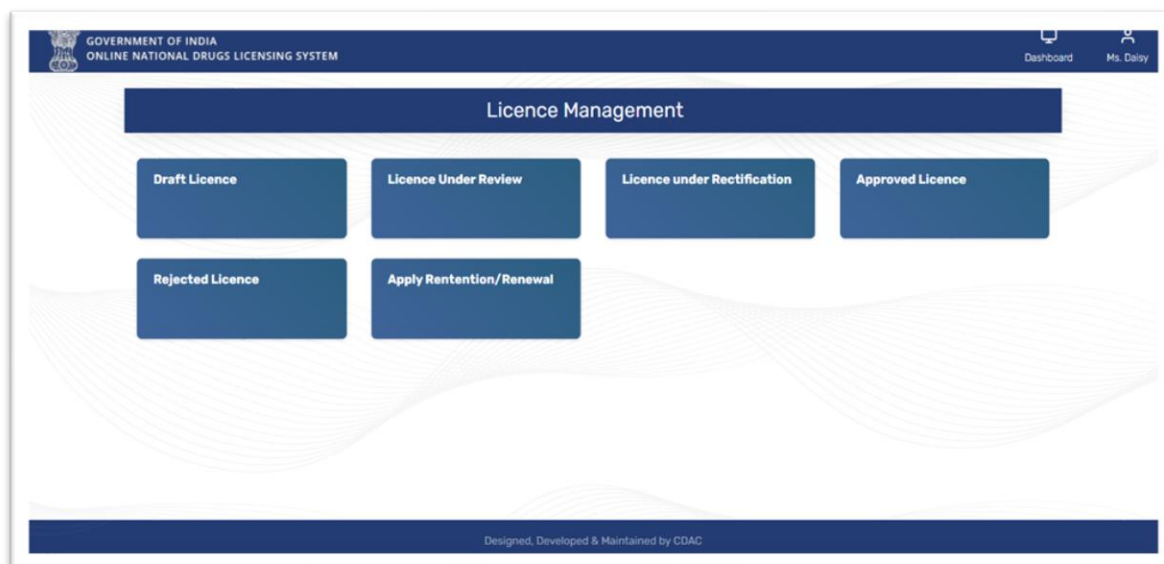 GOVERNMENT OF INDIA
ONLINE NATIONAL DRUGS LICENSING SYSTEM
Dashboard
Ms. Daisy
Licence Management
Draft Licence
Licence Under Review
Licence under Rectification
Approved Licence
Rejected Licence
Apply Rentention/Renewal
Designed, Developed & Maintained by CDAC